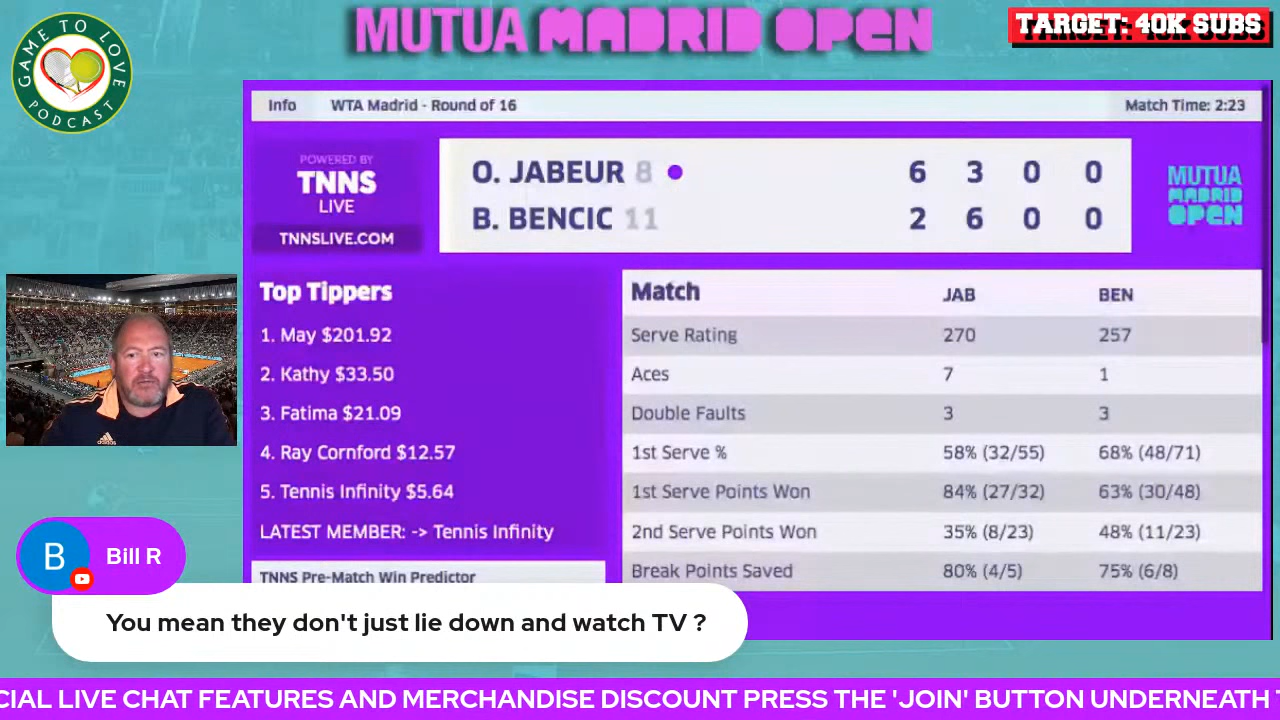 GAME TO LOVE
PODCAST
MUTUA MADRID OPEN
TARGET: 40K SUBS
Info WTA Madrid - Round of 16 Match Time: 2:23
POWERED BY
TNNS
LIVE
TNNSLIVE.COM
O. JABEUR 8 6 3 0 0
B. BENCIC 11 2 6 0 0
MUTUA
MADRID
OPEN
Top Tippers
1. May $201.92
2. Kathy $33.50
3. Fatima $21.09
4. Ray Cornford $12.57
5. Tennis Infinity $5.64
LATEST MEMBER: -> Tennis Infinity
TNNS Pre-Match Win Predictor
Match JAB BEN
Serve Rating 270 257
Aces 7 1
Double Faults 3 3
1st Serve % 58% (32/55) 68% (48/71)
1st Serve Points Won 84% (27/32) 63% (30/48)
2nd Serve Points Won 35% (8/23) 48% (11/23)
Break Points Saved 80% (4/5) 75% (6/8)
adidas
B Bill R
You mean they don't just lie down and watch TV ?
CIAL LIVE CHAT FEATURES AND MERCHANDISE DISCOUNT PRESS THE 'JOIN' BUTTON UNDERNEATH T